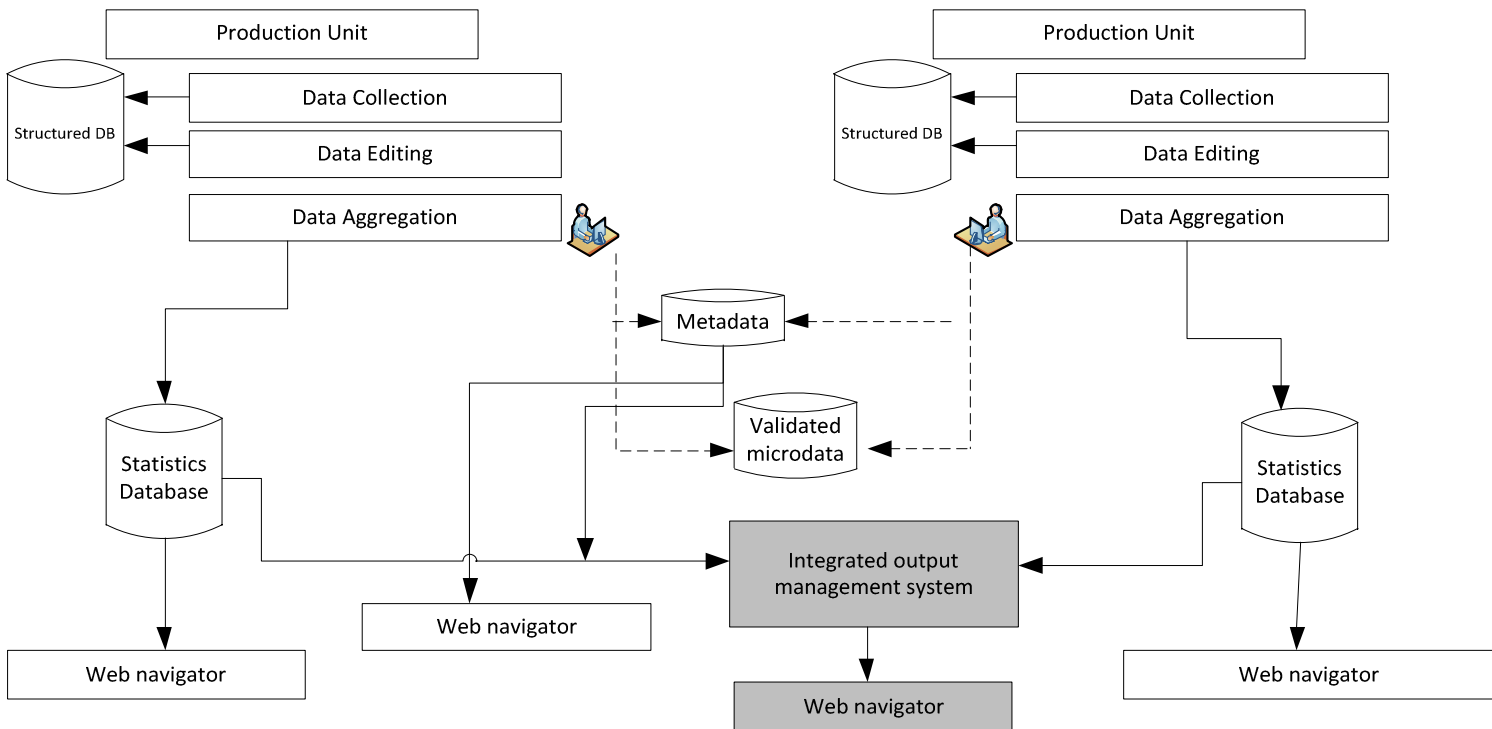 Production Unit
Structured DB
Data Collection
Data Editing
Data Aggregation
Production Unit
Structured DB
Data Collection
Data Editing
Data Aggregation
Metadata
Validated
microdata
Statistics
Database
Statistics
Database
Integrated output
management system
Web navigator
Web navigator
Web navigator
Web navigator